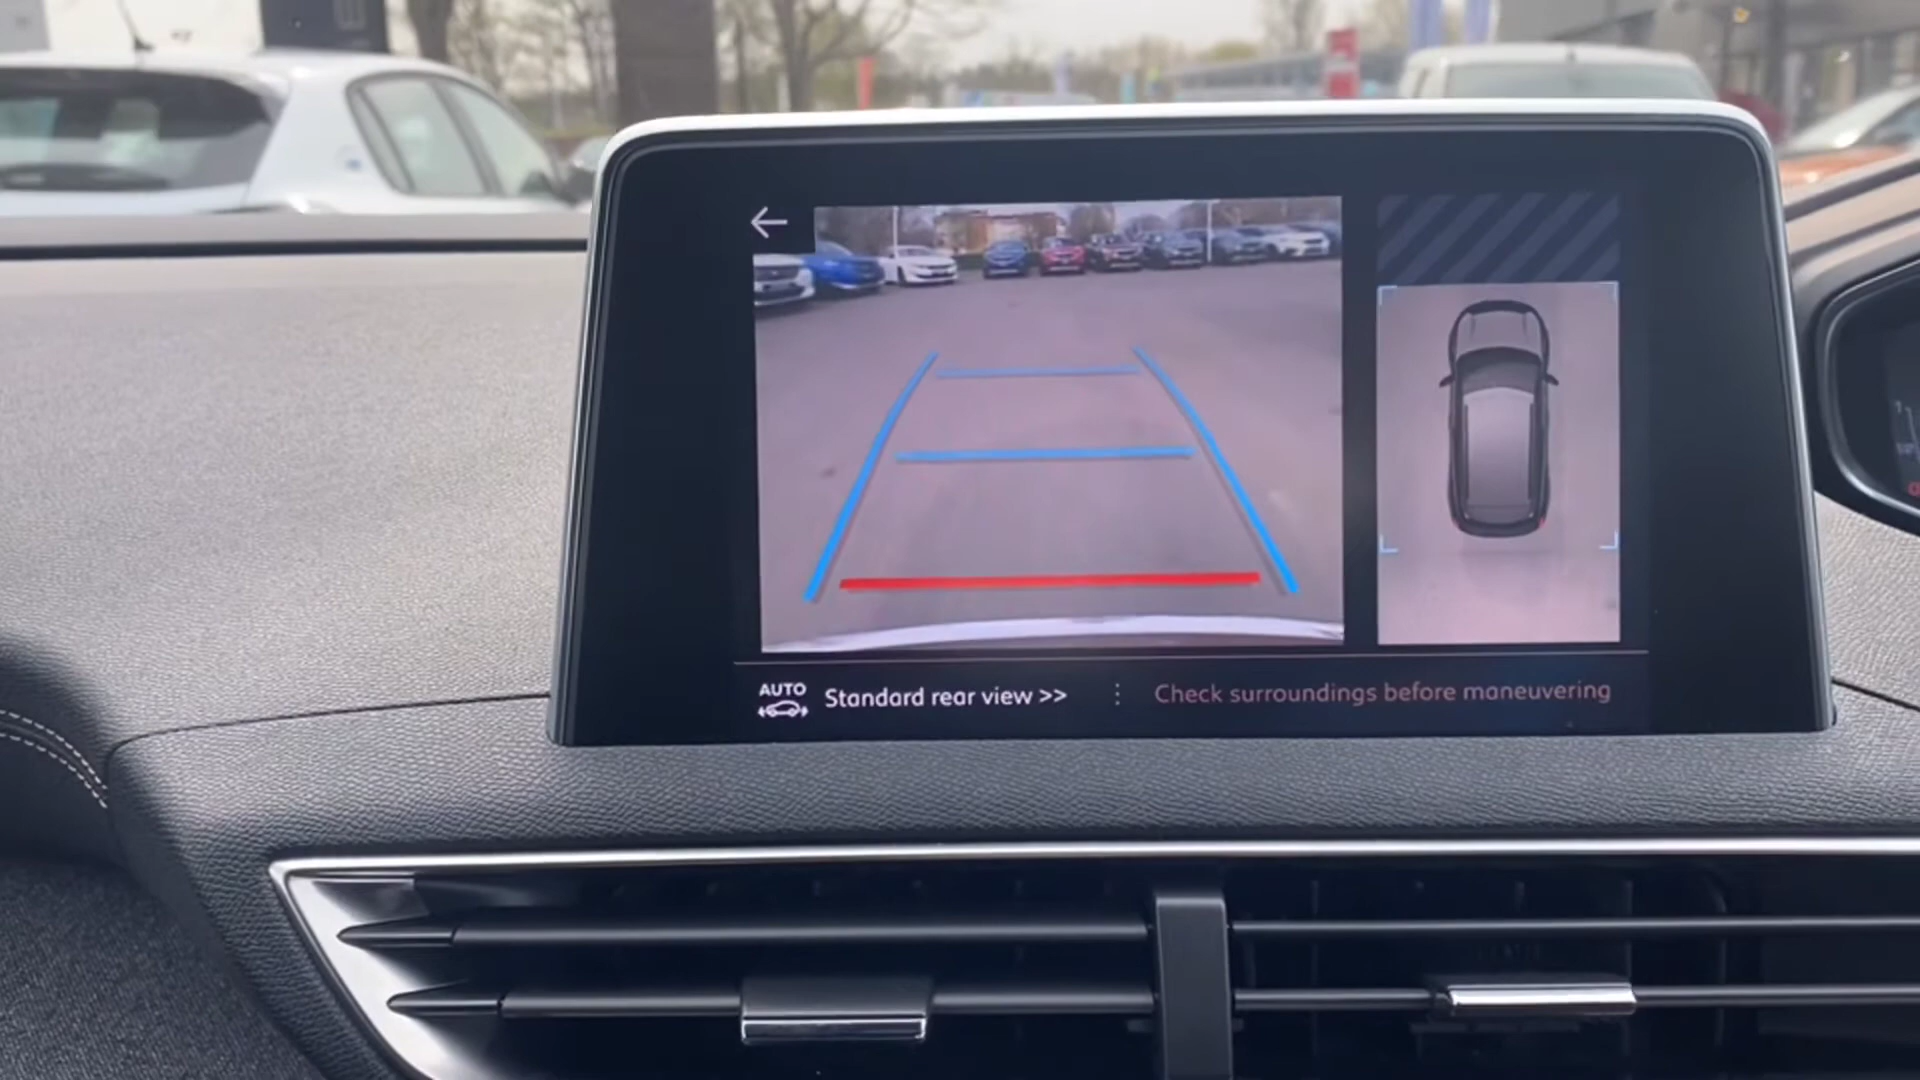 AUTO
Standard rear view >>
Check surroundings before maneuvering